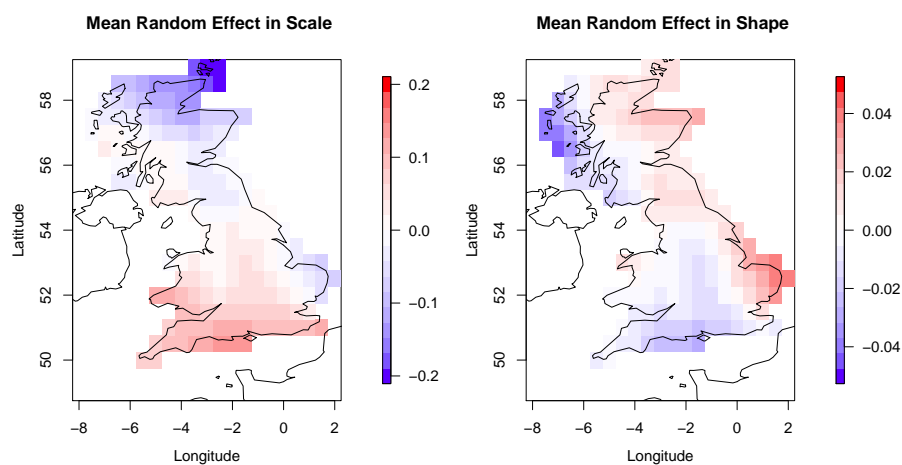 Mean Random Effect in Scale
Latitude
58
56
54
52
50
−8 −6 −4 −2 0 2
Longitude
0.2
0.1
0.0
−0.1
−0.2
Mean Random Effect in Shape
Latitude
58
56
54
52
50
−8 −6 −4 −2 0 2
Longitude
0.04
0.02
0.00
−0.02
−0.04